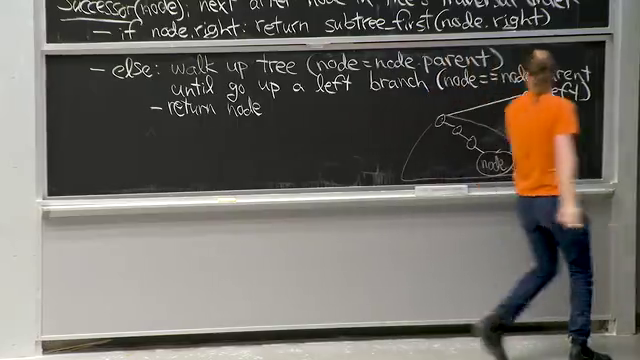 Successor(node): next after node in tree's traversal order
- if node.right: return subtree_first(node.right)
- else: walk up tree (node=node.parent)
until go up a left branch (node==node.parent
left)
- return node
node